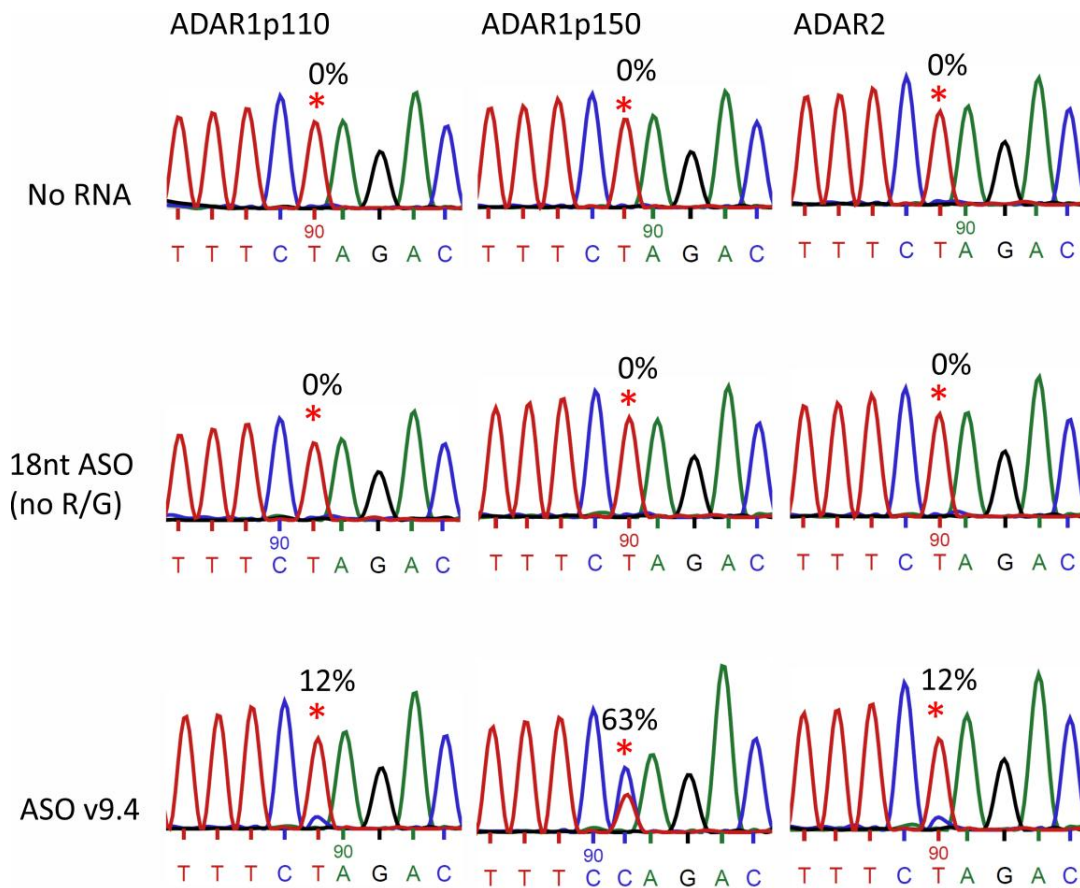 ADAR1p110 ADAR1p150 ADAR2
No RNA
0% 0% 0%
* * *
90 90 90
T T T C T A G A C T T T C T A G A C T T T C T A G A C
18nt ASO
(no R/G)
0% 0% 0%
* * *
90 90 90
T T T C T A G A C T T T C T A G A C T T T C T A G A C
ASO v9.4
12% 63% 12%
* * *
90 90 90
T T T C T A G A C T T T C C A G A C T T T C T A G A C